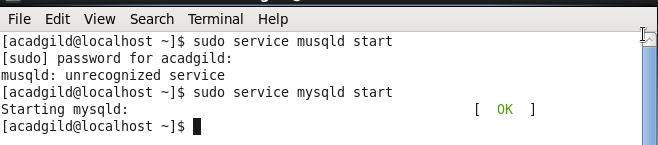 File Edit View Search Terminal Help
[acadgild@localhost ~]$ sudo service musqld start
[sudo] password for acadgild:
musqld: unrecognized service
[acadgild@localhost ~]$ sudo service mysqld start
Starting mysqld: [ OK ]
[acadgild@localhost ~]$